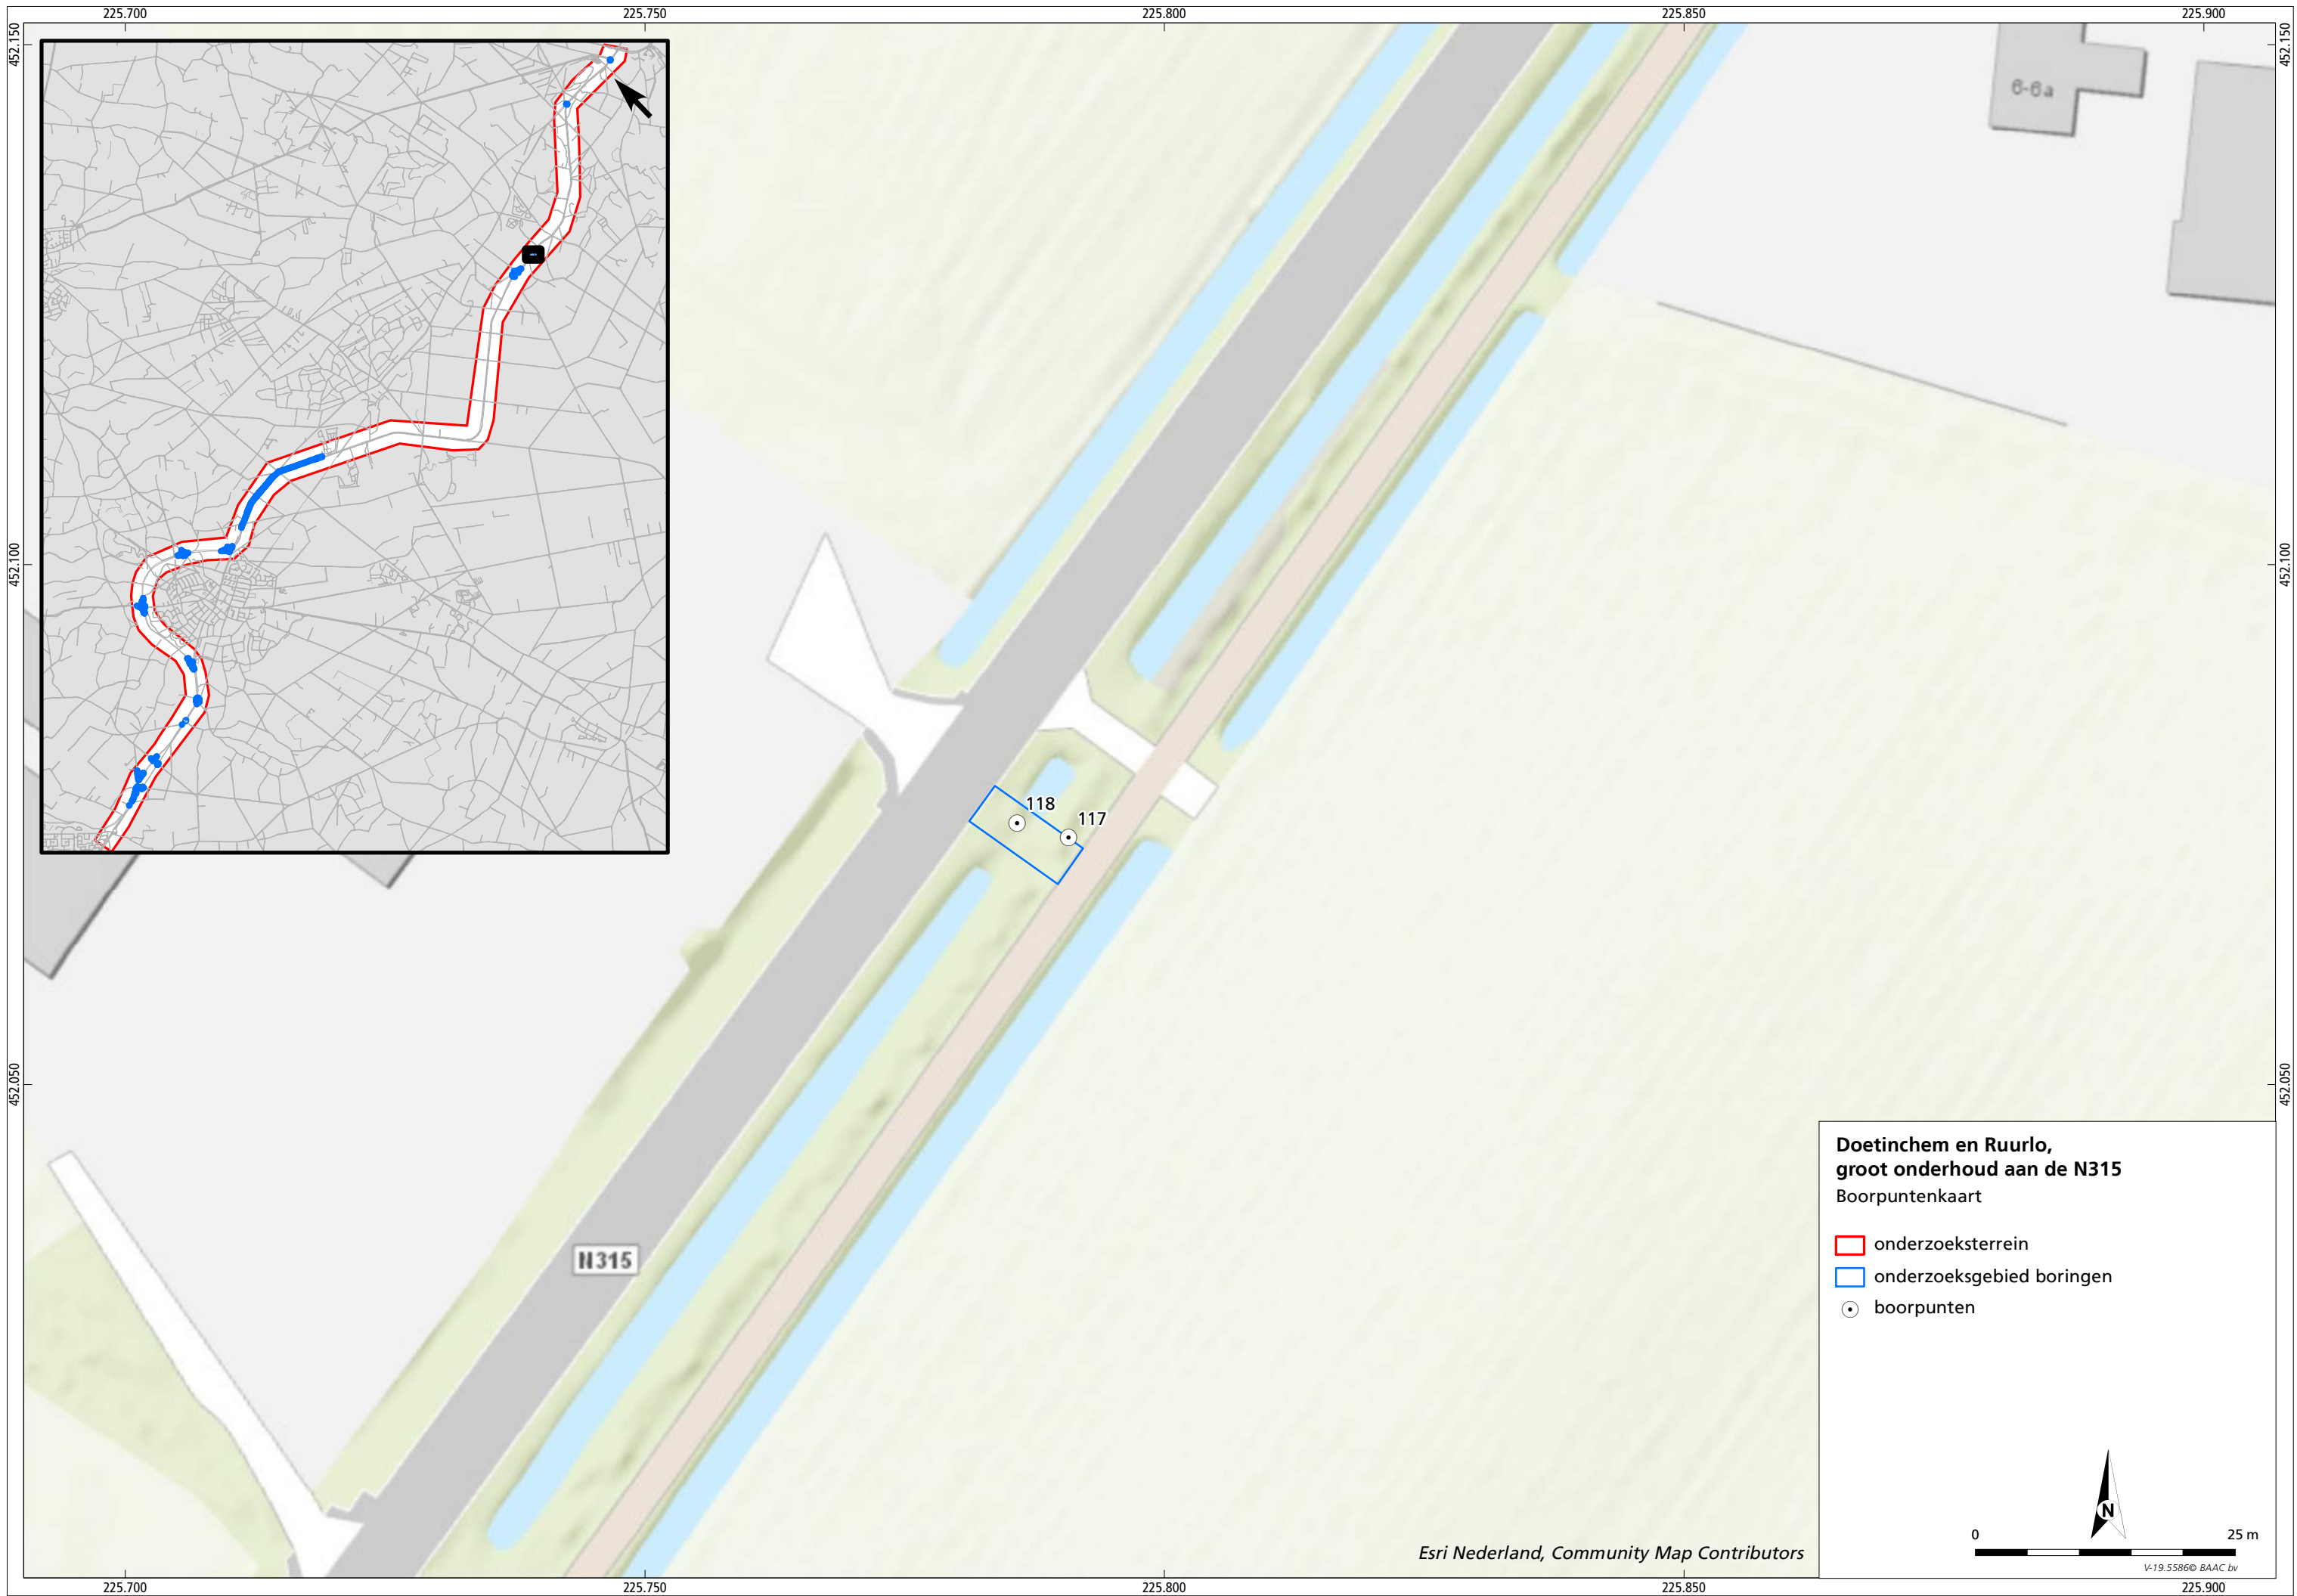 225.700 225.750 225.800 225.850 225.900
452.150 452.150
6-6a
452.100 452.100
118
117
452.050 452.050
N315
Doetinchem en Ruurlo,
groot onderhoud aan de N315
Boorpuntenkaart
onderzoeksterrein
onderzoeksgebied boringen
boorpunten
N
0 25 m
Esri Nederland, Community Map Contributors
V-19.5586© BAAC bv
225.700 225.750 225.800 225.850 225.900